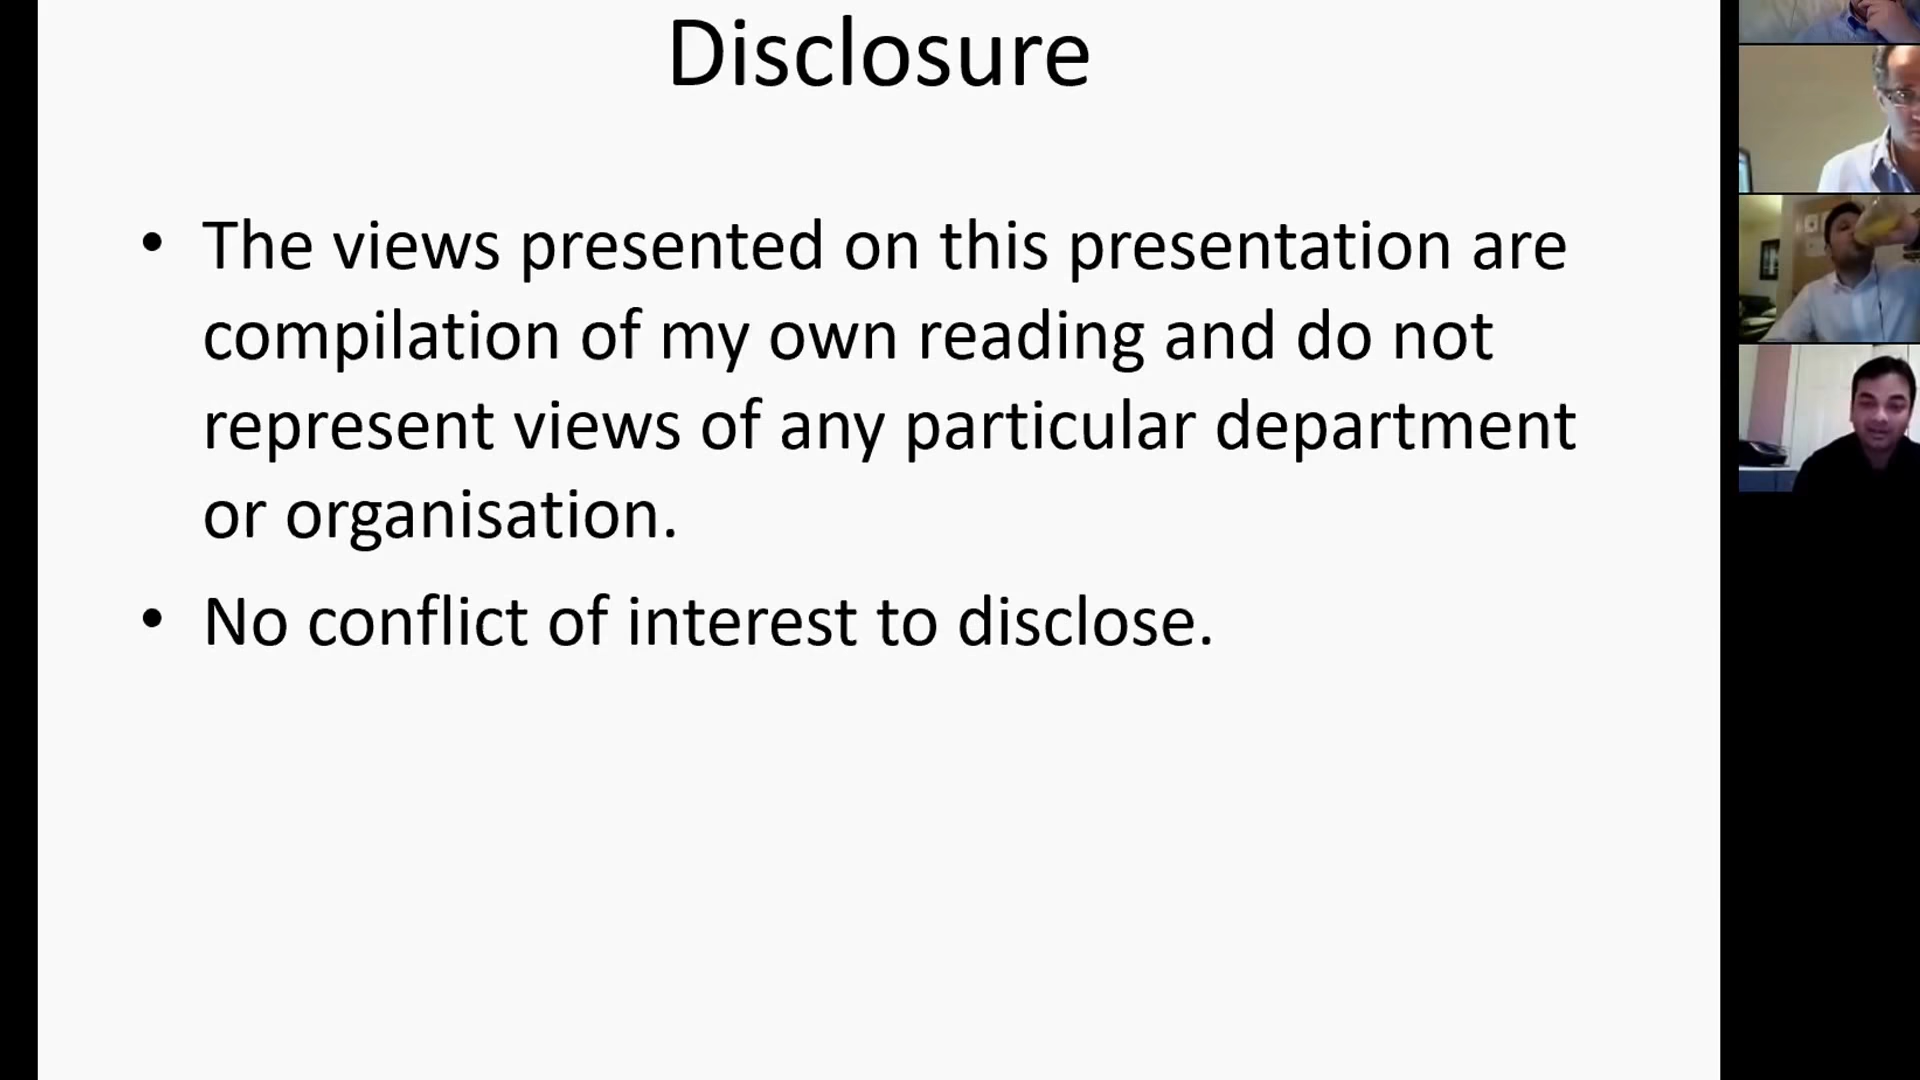 Disclosure
• The views presented on this presentation are
compilation of my own reading and do not
represent views of any particular department
or organisation.
• No conflict of interest to disclose.